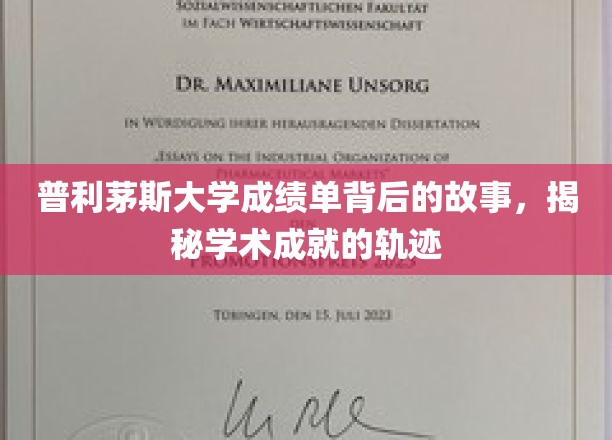 SOZIALWISSENSCHAFTLICHEN FAKULTÄT
IM FACH WIRTSCHAFTSWISSENSCHAFT
DR. MAXIMILIANE UNSORG
IN WÜRDIGUNG IHRER HERAUSRAGENDEN DISSERTATION
„ESSAYS ON THE INDUSTRIAL ORGANIZATION OF
PHARMACEUTICAL MARKETS"
普利茅斯大学成绩单背后的故事，揭
秘学术成就的轨迹
PROMOTIONSPREIS 2023
TÜBINGEN, DEN 15. JULI 2023